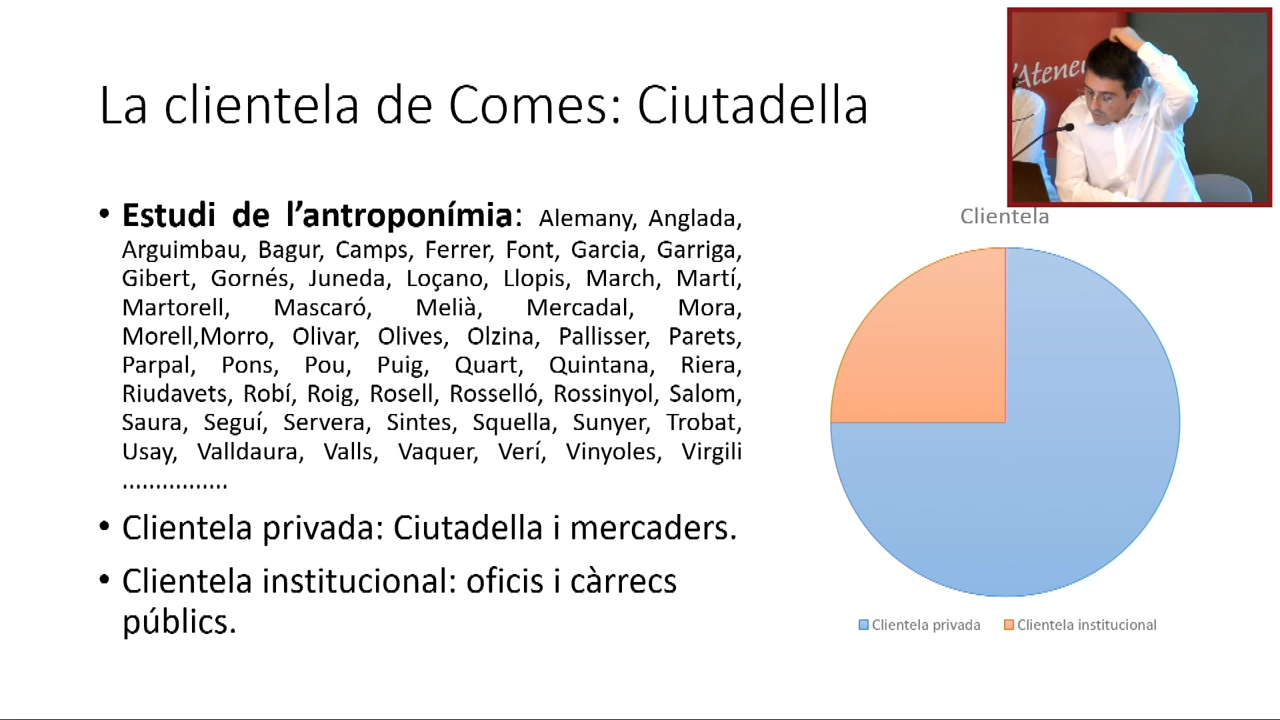 La clientela de Comes: Ciutadella
l'Ateneu
• Estudi de l’antroponímia: Alemany, Anglada,
Arguimbau, Bagur, Camps, Ferrer, Font, Garcia, Garriga,
Gibert, Gornés, Juneda, Loçano, Llopis, March, Martí,
Martorell, Mascaró, Melià, Mercadal, Mora,
Morell,Morro, Olivar, Olives, Olzina, Pallisser, Parets,
Parpal, Pons, Pou, Puig, Quart, Quintana, Riera,
Riudavets, Robí, Roig, Rosell, Rosselló, Rossinyol, Salom,
Saura, Seguí, Servera, Sintes, Squella, Sunyer, Trobat,
Usay, Valldaura, Valls, Vaquer, Verí, Vinyoles, Virgili
................
• Clientela privada: Ciutadella i mercaders.
• Clientela institucional: oficis i càrrecs
públics.
Clientela
Clientela privada
Clientela institucional